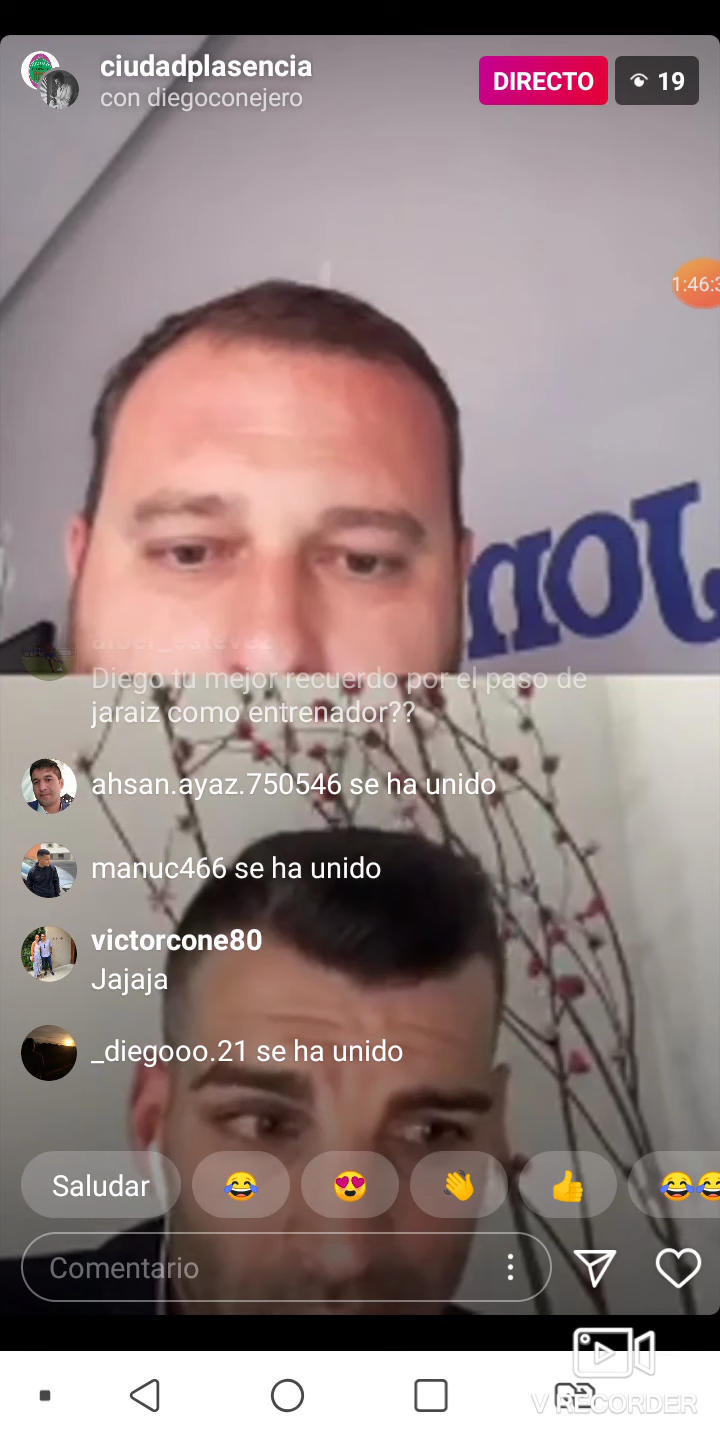 ciudadplasencia
con diegoconejero
DIRECTO
19
1:46:3
JOM
alber_estevez
Diego tu mejor recuerdo por el paso de
jaraiz como entrenador??
ahsan.ayaz.750546 se ha unido
manuc466 se ha unido
victorcone80
Jajaja
_diegooo.21 se ha unido
Saludar
Comentario
V RECORDER